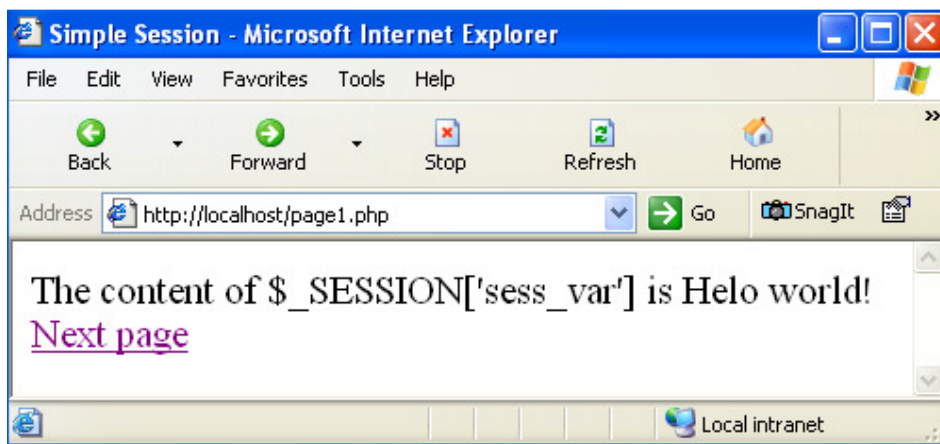 Simple Session - Microsoft Internet Explorer
File Edit View Favorites Tools Help
»
Back Forward Stop Refresh Home
Address http://localhost/page1.php Go SnagIt
The content of $_SESSION['sess_var'] is Helo world!
Next page
Local intranet